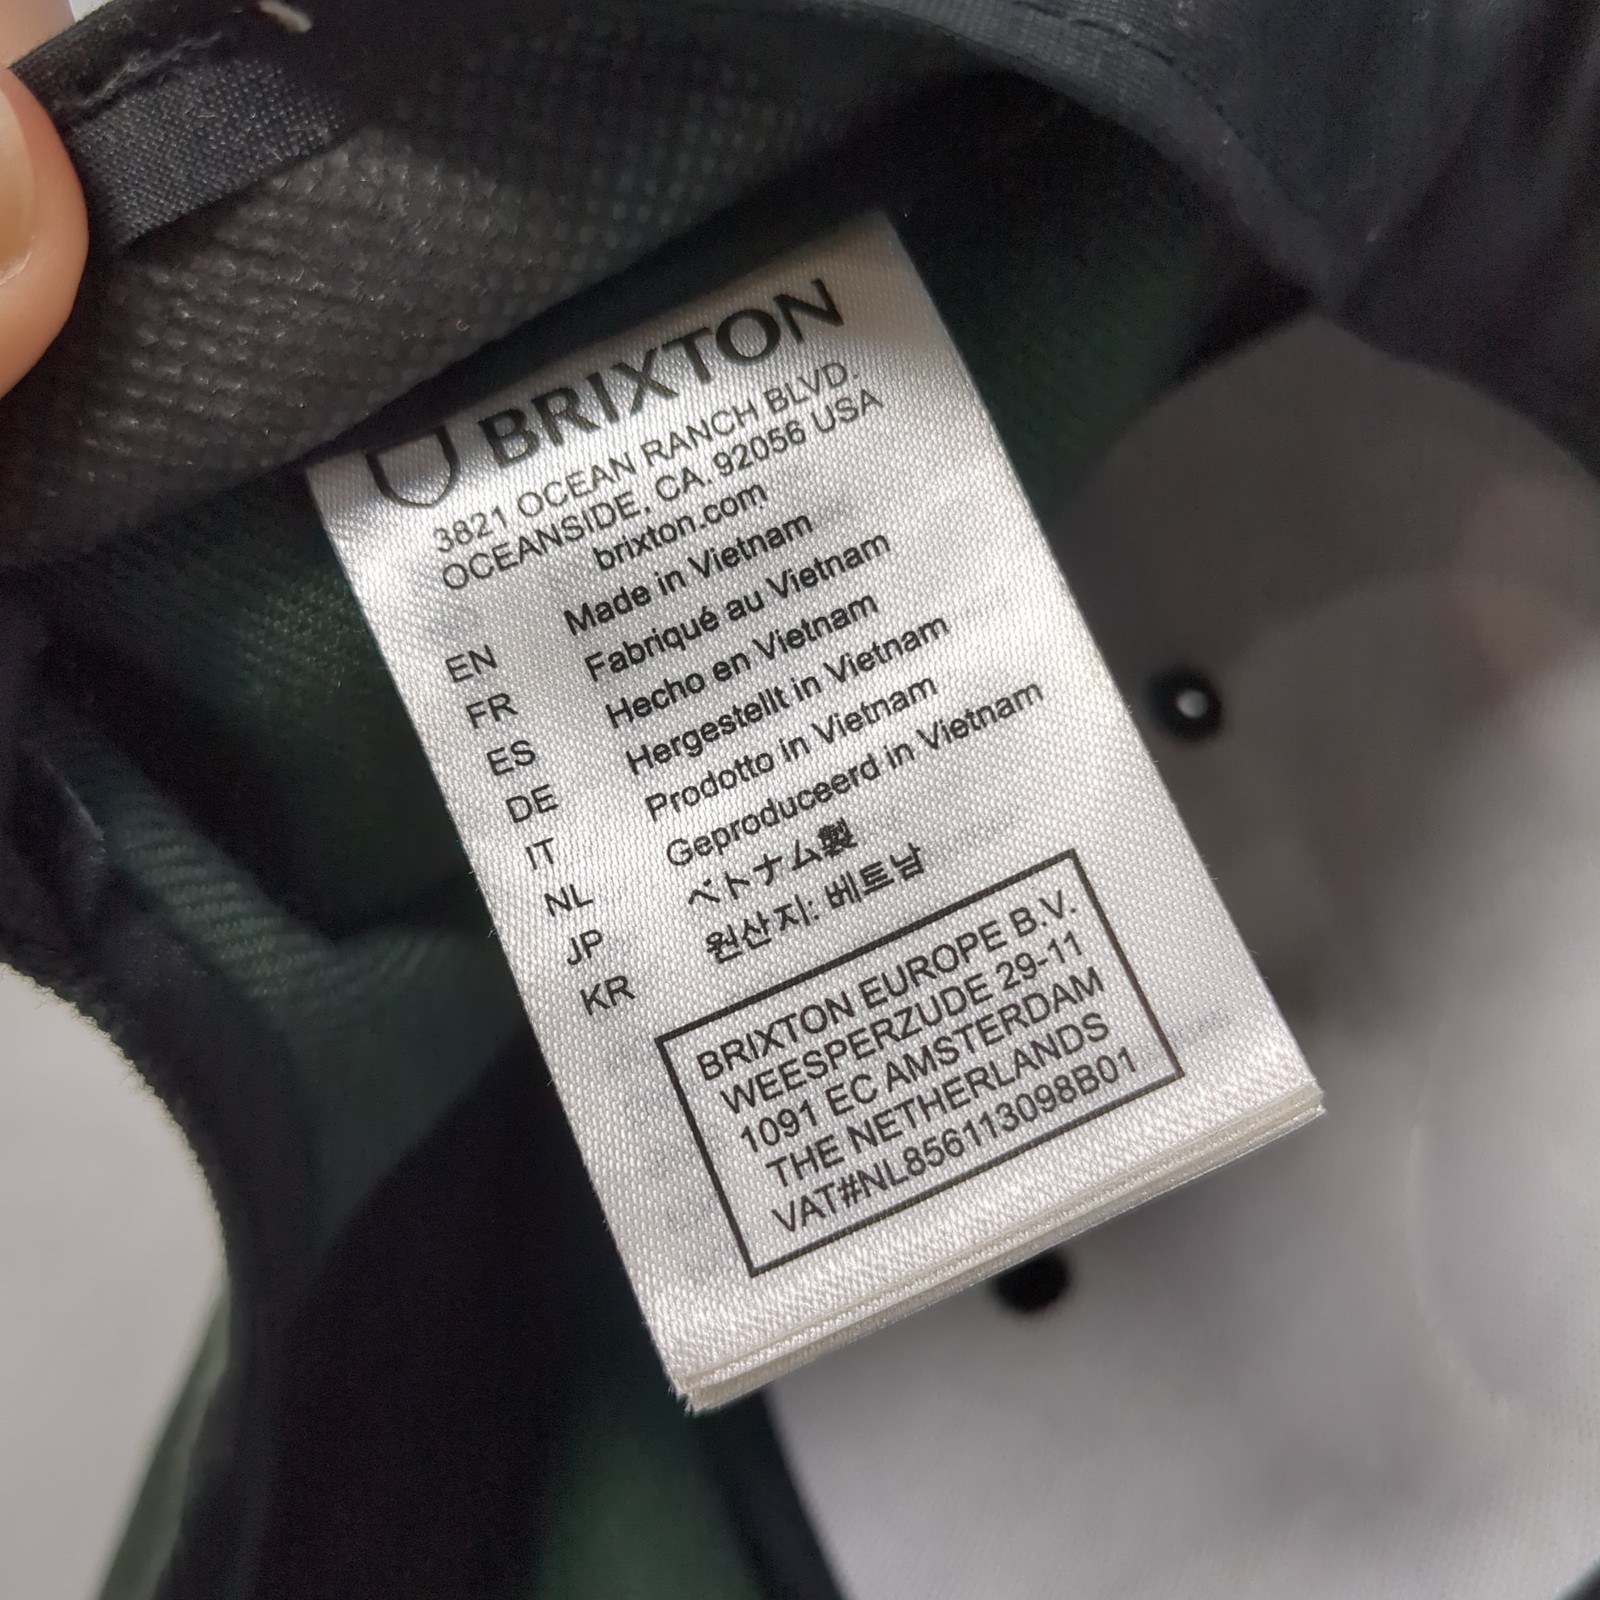 BRIXTON
3821 OCEAN RANCH BLVD.
OCEANSIDE, CA. 92056 USA
brixton.com
EN Made in Vietnam
FR Fabriqué au Vietnam
ES Hecho en Vietnam
DE Hergestellt in Vietnam
IT Prodotto in Vietnam
NL Geproduceerd in Vietnam
JP ベトナム製
KR 원산지: 베트남
BRIXTON EUROPE B.V.
WEESPERZUDE 29-11
1091 EC AMSTERDAM
THE NETHERLANDS
VAT#NL856113098B01